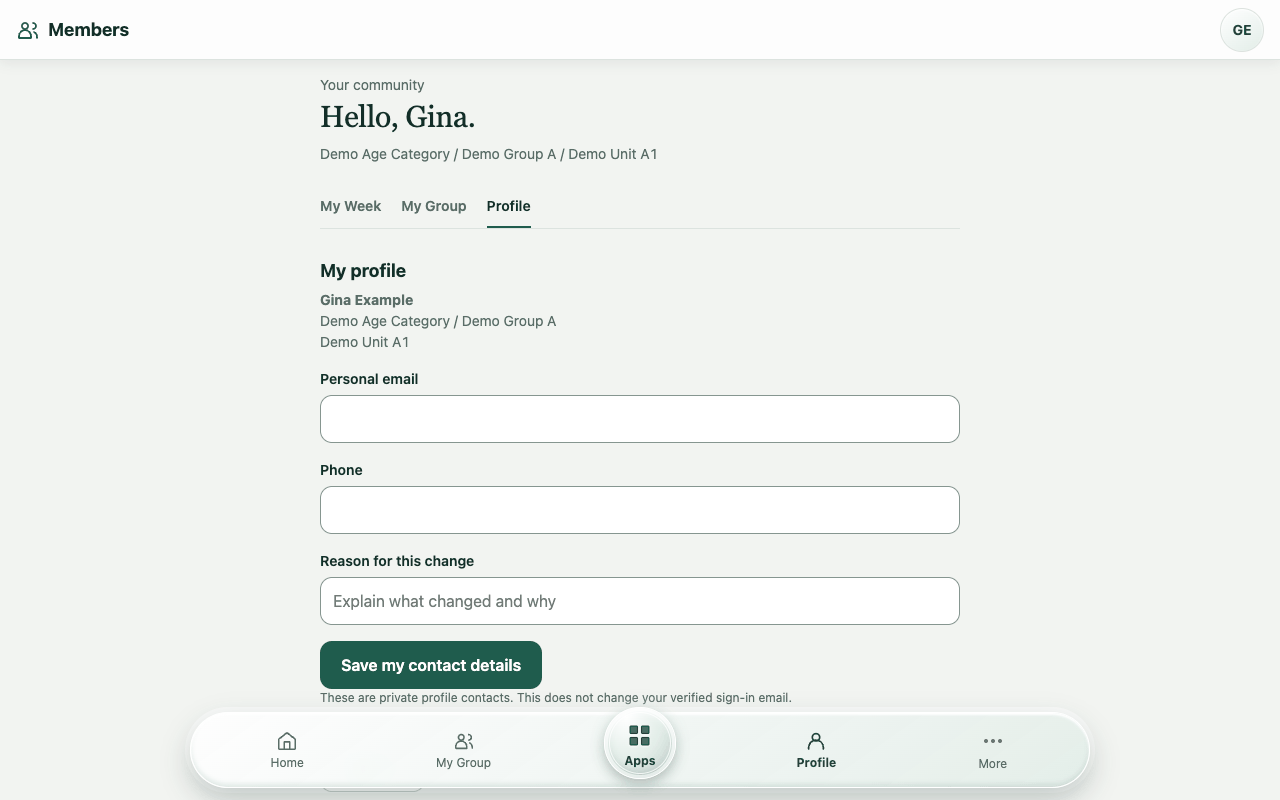 Members
GE
Your community
Hello, Gina.
Demo Age Category / Demo Group A / Demo Unit A1
My Week
My Group
Profile
My profile
Gina Example
Demo Age Category / Demo Group A
Demo Unit A1
Personal email
Phone
Reason for this change
Explain what changed and why
Save my contact details
These are private profile contacts. This does not change your verified sign-in email.
Home
My Group
Apps
Profile
More